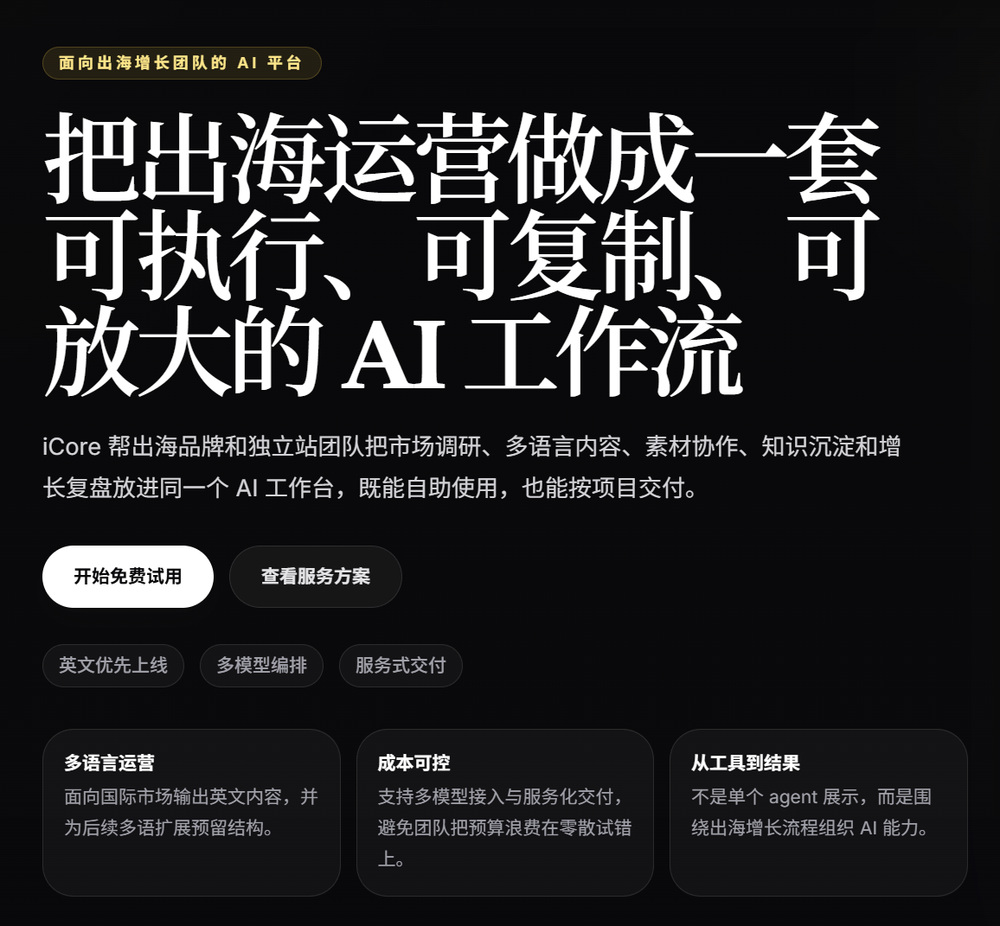 面向出海增长团队的 AI 平台
把出海运营做成一套
可执行、可复制、可
放大的 AI 工作流
iCore 帮出海品牌和独立站团队把市场调研、多语言内容、素材协作、知识沉淀和增
长复盘放进同一个 AI 工作台，既能自助使用，也能按项目交付。
开始免费试用
查看服务方案
英文优先上线
多模型编排
服务式交付
多语言运营
面向国际市场输出英文内容，并
为后续多语扩展预留结构。
成本可控
支持多模型接入与服务化交付，
避免团队把预算浪费在零散试错
上。
从工具到结果
不是单个 agent 展示，而是围
绕出海增长流程组织 AI 能力。